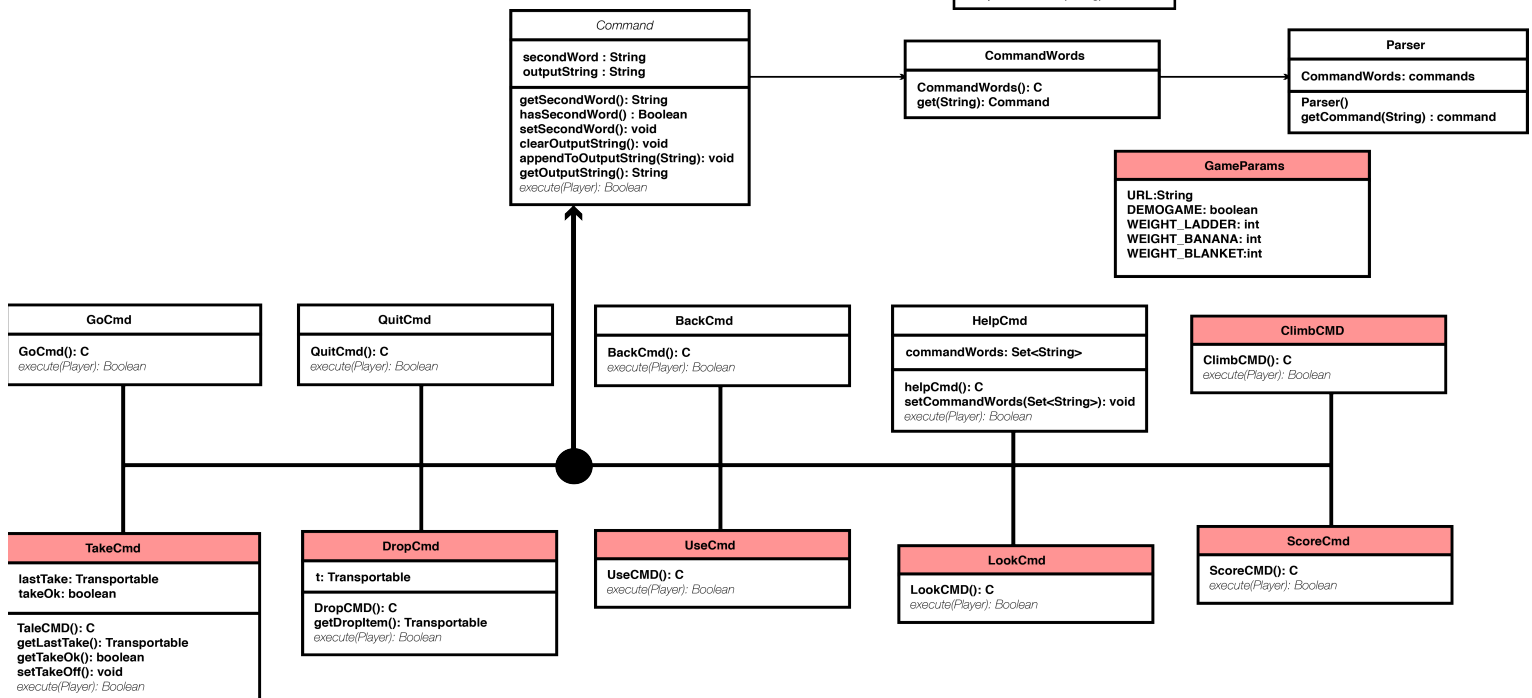 Command
secondWord : String
outputString : String
getSecondWord(): String
hasSecondWord() : Boolean
setSecondWord(): void
clearOutputString(): void
appendToOutputString(String): void
getOutputString(): String
execute(Player): Boolean
CommandWords
CommandWords(): C
get(String): Command
Parser
CommandWords: commands
Parser()
getCommand(String) : command
GameParams
URL:String
DEMOGAME: boolean
WEIGHT_LADDER: int
WEIGHT_BANANA: int
WEIGHT_BLANKET:int
GoCmd
GoCmd(): C
execute(Player): Boolean
QuitCmd
QuitCmd(): C
execute(Player): Boolean
BackCmd
BackCmd(): C
execute(Player): Boolean
HelpCmd
commandWords: Set<String>
helpCmd(): C
setCommandWords(Set<String>): void
execute(Player): Boolean
ClimbCMD
ClimbCMD(): C
execute(Player): Boolean
TakeCmd
lastTake: Transportable
takeOk: boolean
TaleCMD(): C
getLastTake(): Transportable
getTakeOk(): boolean
setTakeOff(): void
execute(Player): Boolean
DropCmd
t: Transportable
DropCMD(): C
getDropItem(): Transportable
execute(Player): Boolean
UseCmd
UseCMD(): C
execute(Player): Boolean
LookCmd
LookCMD(): C
execute(Player): Boolean
ScoreCmd
ScoreCMD(): C
execute(Player): Boolean